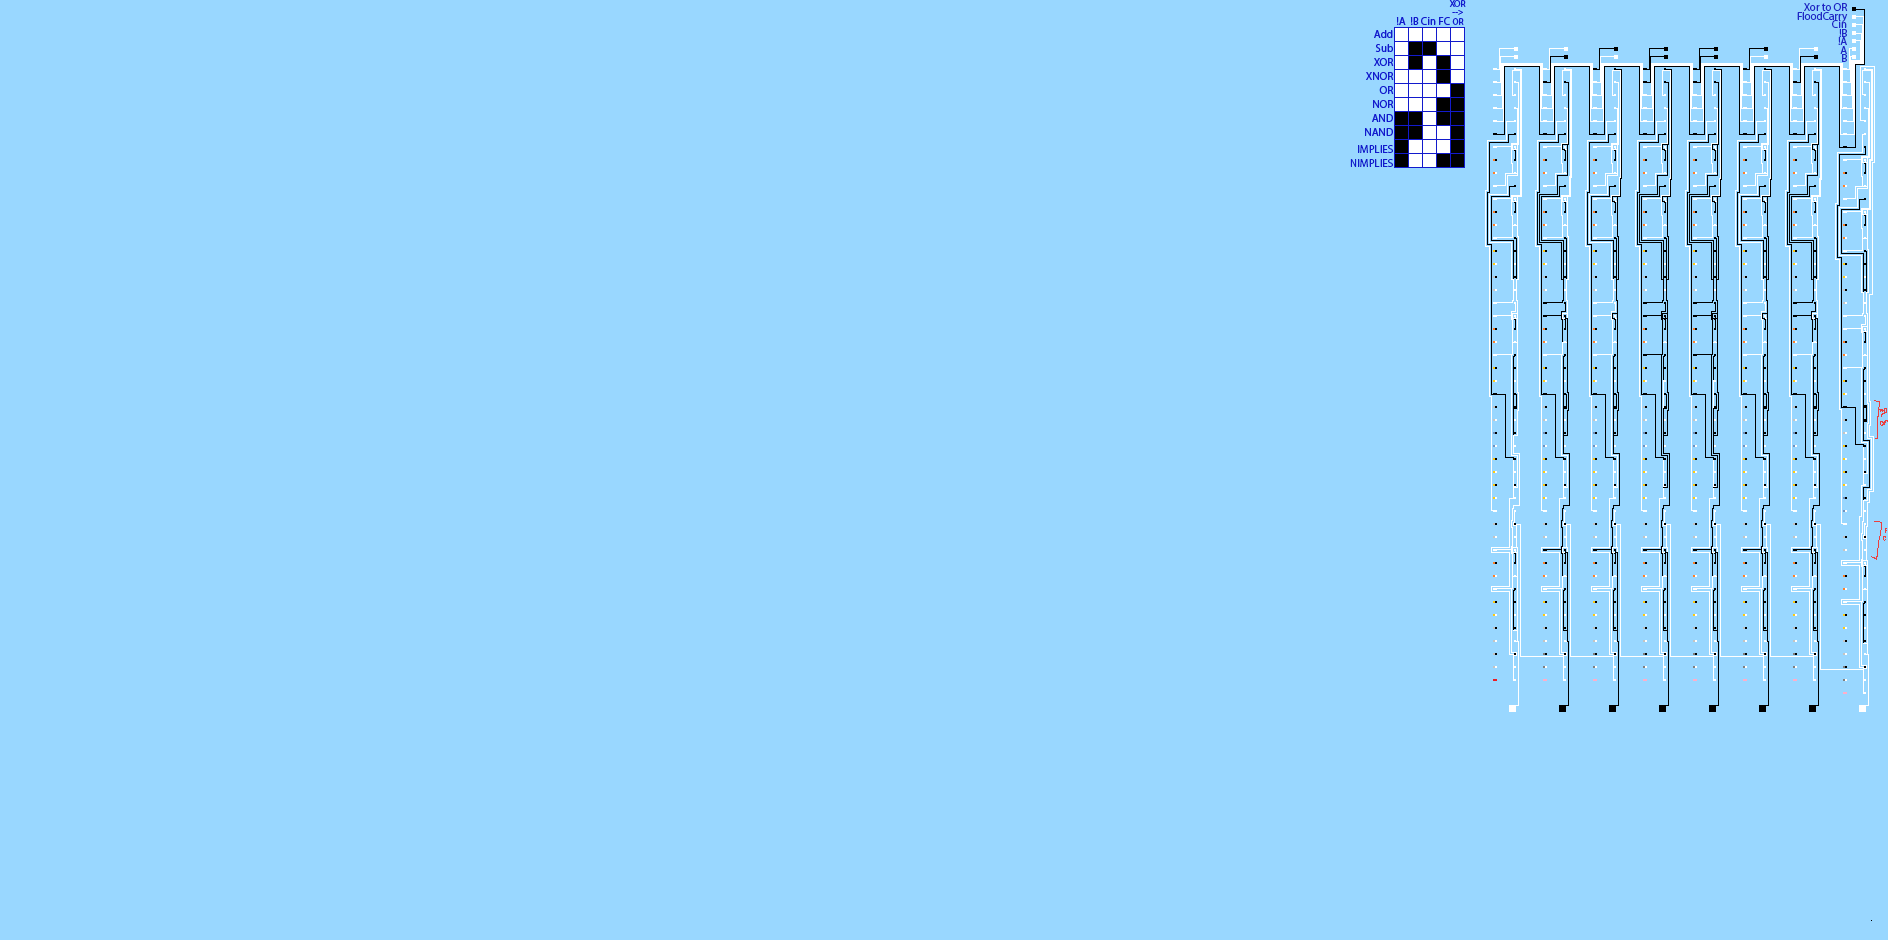 XOR
-->
!A !B Cin FC OR
Add
Sub
XOR
XNOR
OR
NOR
AND
NAND
IMPLIES
NIMPLIES
Xor to OR
FloodCarry
Cin
!B
!A
A
B